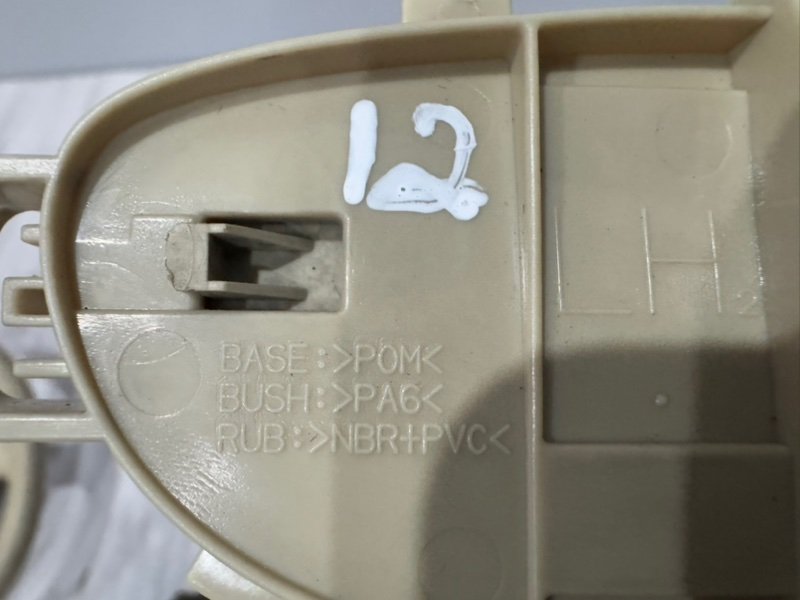 12
LH
BASE:>POM<
BUSH:>PA6<
RUB:>NBR+PVC<